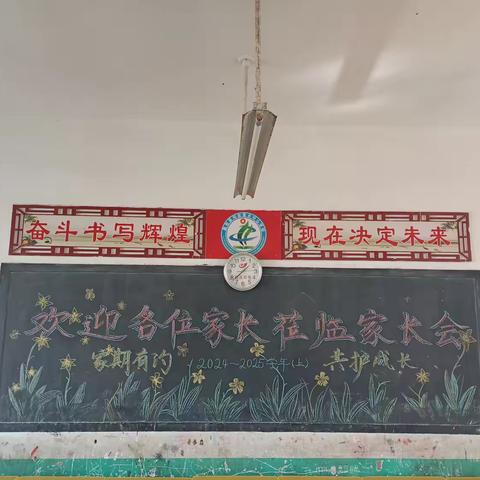 奋斗书写辉煌
现在决定未来
欢迎各位家长莅临家长会
家期有约 (2024~2025学年(上) 共护成长